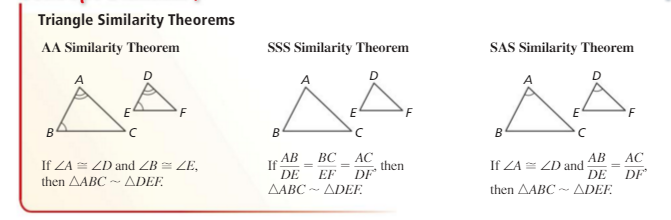 Triangle Similarity Theorems
AA Similarity Theorem
A
D
E
F
B
C
If ∠A ≅ ∠D and ∠B ≅ ∠E,
then △ABC ~ △DEF.
SSS Similarity Theorem
A
D
E
F
B
C
If AB/DE = BC/EF = AC/DF, then
△ABC ~ △DEF.
SAS Similarity Theorem
A
D
E
F
B
C
If ∠A ≅ ∠D and AB/DE = AC/DF,
then △ABC ~ △DEF.